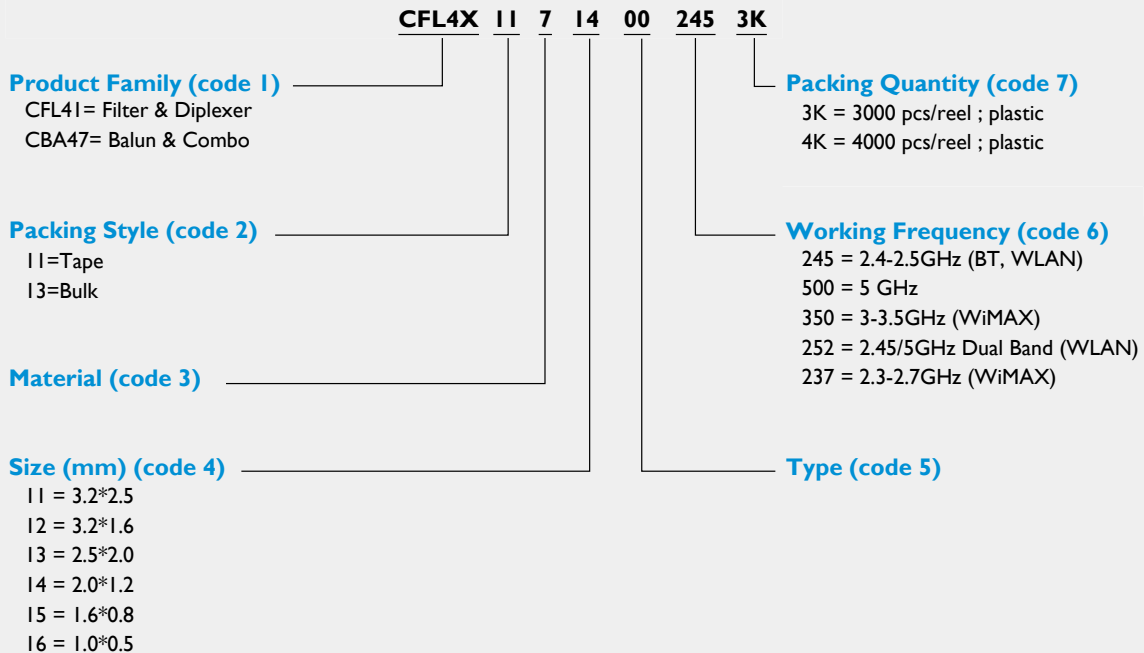 CFL4X 11 7 14 00 245 3K
Product Family (code 1)
CFL41= Filter & Diplexer
CBA47= Balun & Combo
Packing Style (code 2)
11=Tape
13=Bulk
Material (code 3)
Size (mm) (code 4)
11 = 3.2*2.5
12 = 3.2*1.6
13 = 2.5*2.0
14 = 2.0*1.2
15 = 1.6*0.8
16 = 1.0*0.5
Packing Quantity (code 7)
3K = 3000 pcs/reel ; plastic
4K = 4000 pcs/reel ; plastic
Working Frequency (code 6)
245 = 2.4-2.5GHz (BT, WLAN)
500 = 5 GHz
350 = 3-3.5GHz (WiMAX)
252 = 2.45/5GHz Dual Band (WLAN)
237 = 2.3-2.7GHz (WiMAX)
Type (code 5)